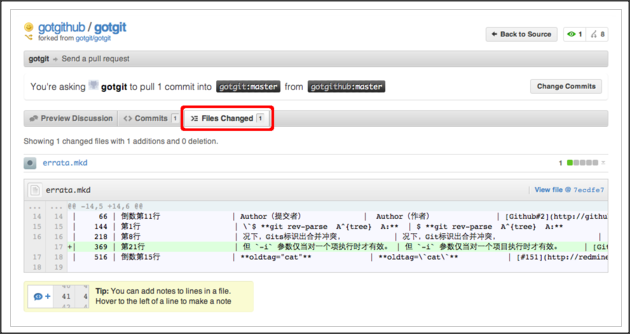 gotgithub / gotgit
forked from gotgit/gotgit
Back to Source
1
8
gotgit → Send a pull request
You're asking gotgit to pull 1 commit into gotgit:master from gotgithub:master
Change Commits
Preview Discussion
<> Commits 1
Files Changed 1
Showing 1 changed files with 1 additions and 0 deletion.
errata.mkd
1
errata.mkd
View file @ 7ecdfe7
... ... @@ -14,5 +14,6 @@
14 14 | 66 | 倒数第11行 | Author（提交者） | Author（作者） | [Github#2](http://githu
15 15 | 144 | 第1行 | \`$ **git rev-parse A^{tree} A:** | $ **git rev-parse A^{tree} A:** |
16 16 | 218 | 第8行 | 况下，Gits标识出合并冲突， | 况下，Git标识出合并冲突， |
17 +| 369 | 第21行 | 但 `-i` 参数仅当对一个项目执行时才有效。 | 但 `-i` 参数仅当对一个项目执行时才有效。 | [Git
17 18 | 516 | 倒数第15行 | **oldtag="cat"** | **oldtag=\`cat\`** | [#151](http://redmine
18 19
40
41 4
42 4
Tip: You can add notes to lines in a file.
Hover to the left of a line to make a note